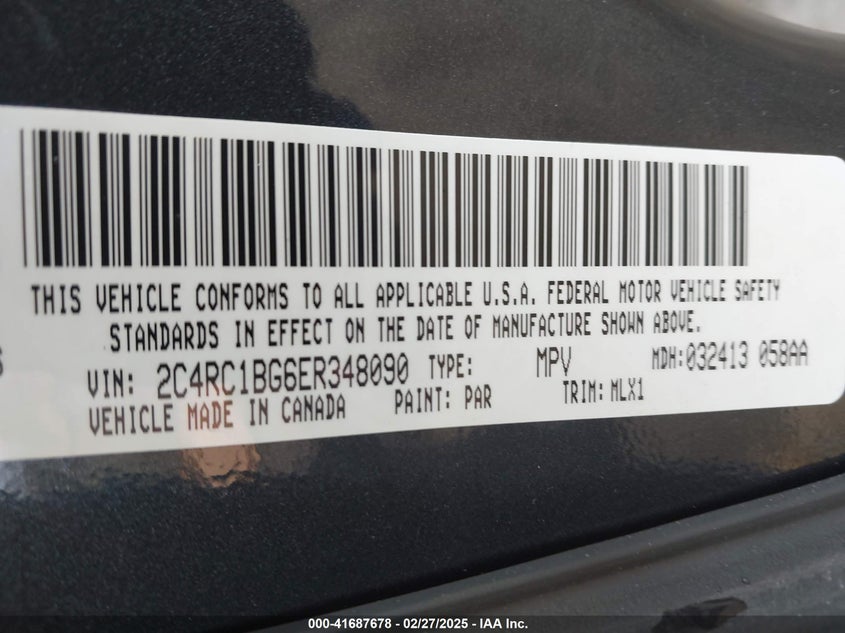 THIS VEHICLE CONFORMS TO ALL APPLICABLE U.S.A. FEDERAL MOTOR VEHICLE SAFETY
STANDARDS IN EFFECT ON THE DATE OF MANUFACTURE SHOWN ABOVE.
VIN: 2C4RC1BG6ER348090 TYPE: MPV MDH:032413 058AA
VEHICLE MADE IN CANADA PAINT: PAR TRIM: MLX1
000-41687678 - 02/27/2025 - IAA Inc.